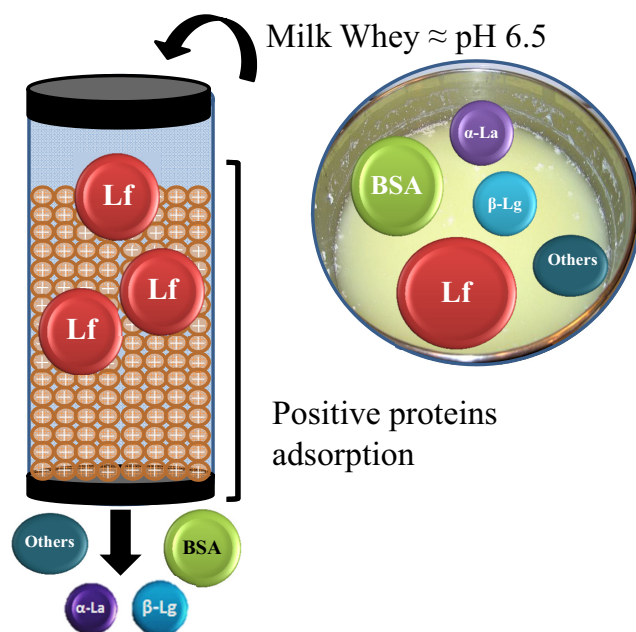 Milk Whey ≈ pH 6.5
α-La
BSA
β-Lg
Others
Lf
Lf
Lf
Lf
Positive proteins
adsorption
Others
BSA
α-La
β-Lg